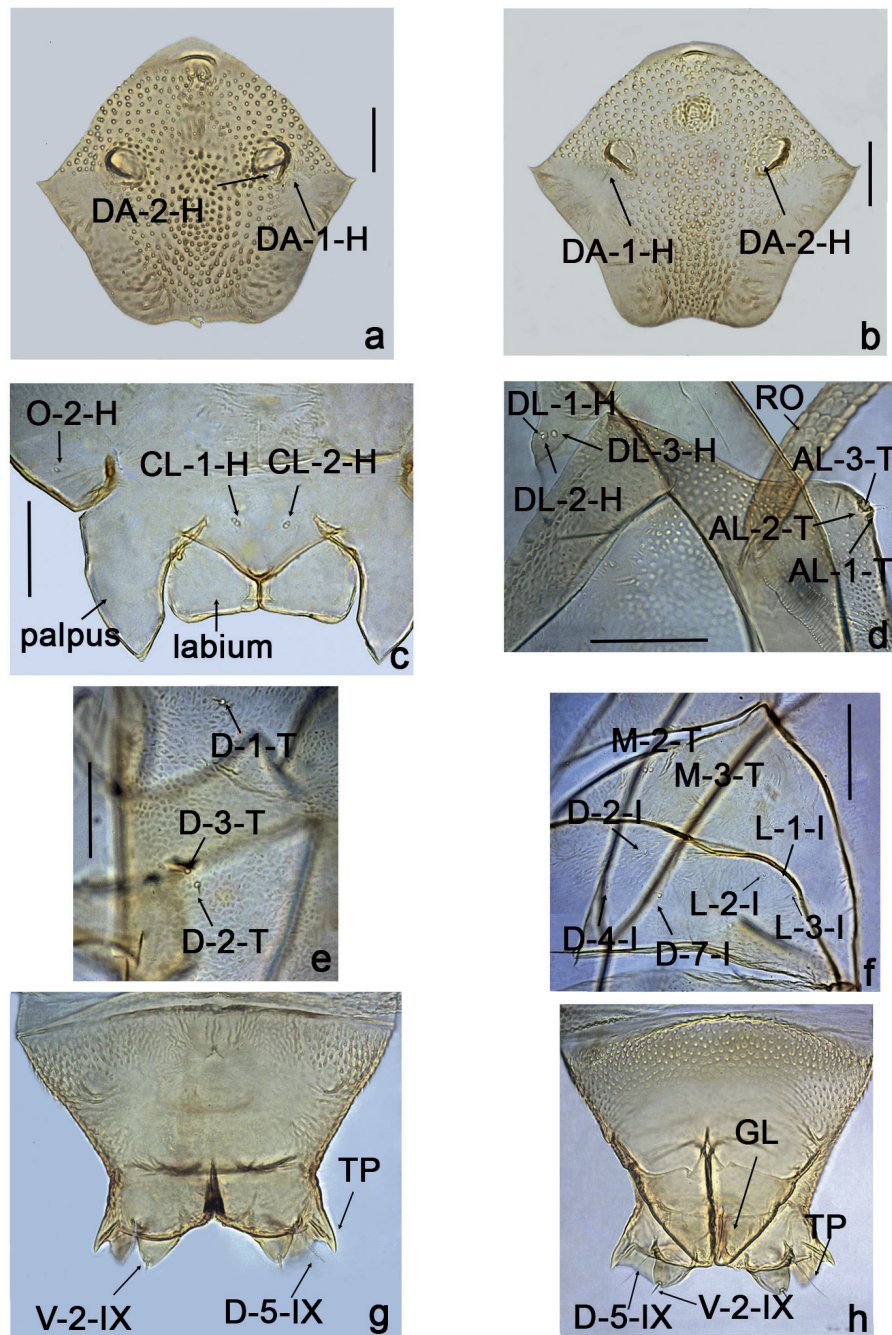 DA-2-H
DA-1-H
a
DA-1-H
DA-2-H
b
O-2-H
CL-1-H CL-2-H
palpus
labium
c
DL-1-H
DL-3-H
DL-2-H
RO
AL-3-T
AL-2-T
AL-1-T
d
D-1-T
D-3-T
D-2-T
e
M-2-T
M-3-T
D-2-I
L-1-I
L-2-I
L-3-I
D-4-I
D-7-I
f
TP
V-2-IX
D-5-IX
g
GL
TP
D-5-IX
V-2-IX
h